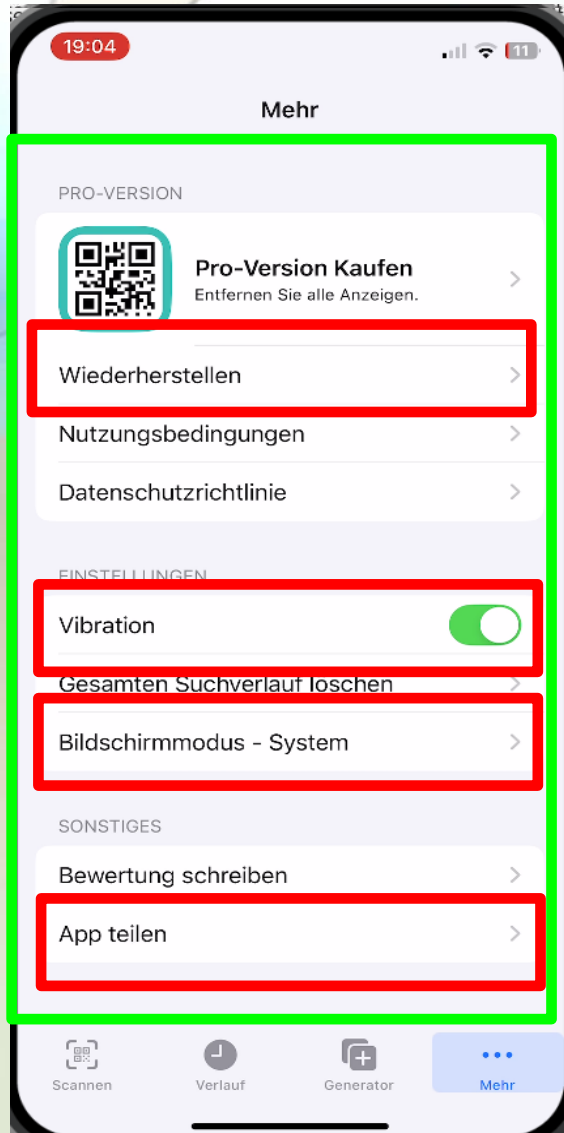 19:04
11
Mehr
PRO-VERSION
Pro-Version Kaufen
Entfernen Sie alle Anzeigen.
Wiederherstellen
Nutzungsbedingungen
Datenschutzrichtlinie
EINSTELLUNGEN
Vibration
Gesamten Suchverlauf löschen
Bildschirmmodus - System
SONSTIGES
Bewertung schreiben
App teilen
Scannen
Verlauf
Generator
Mehr